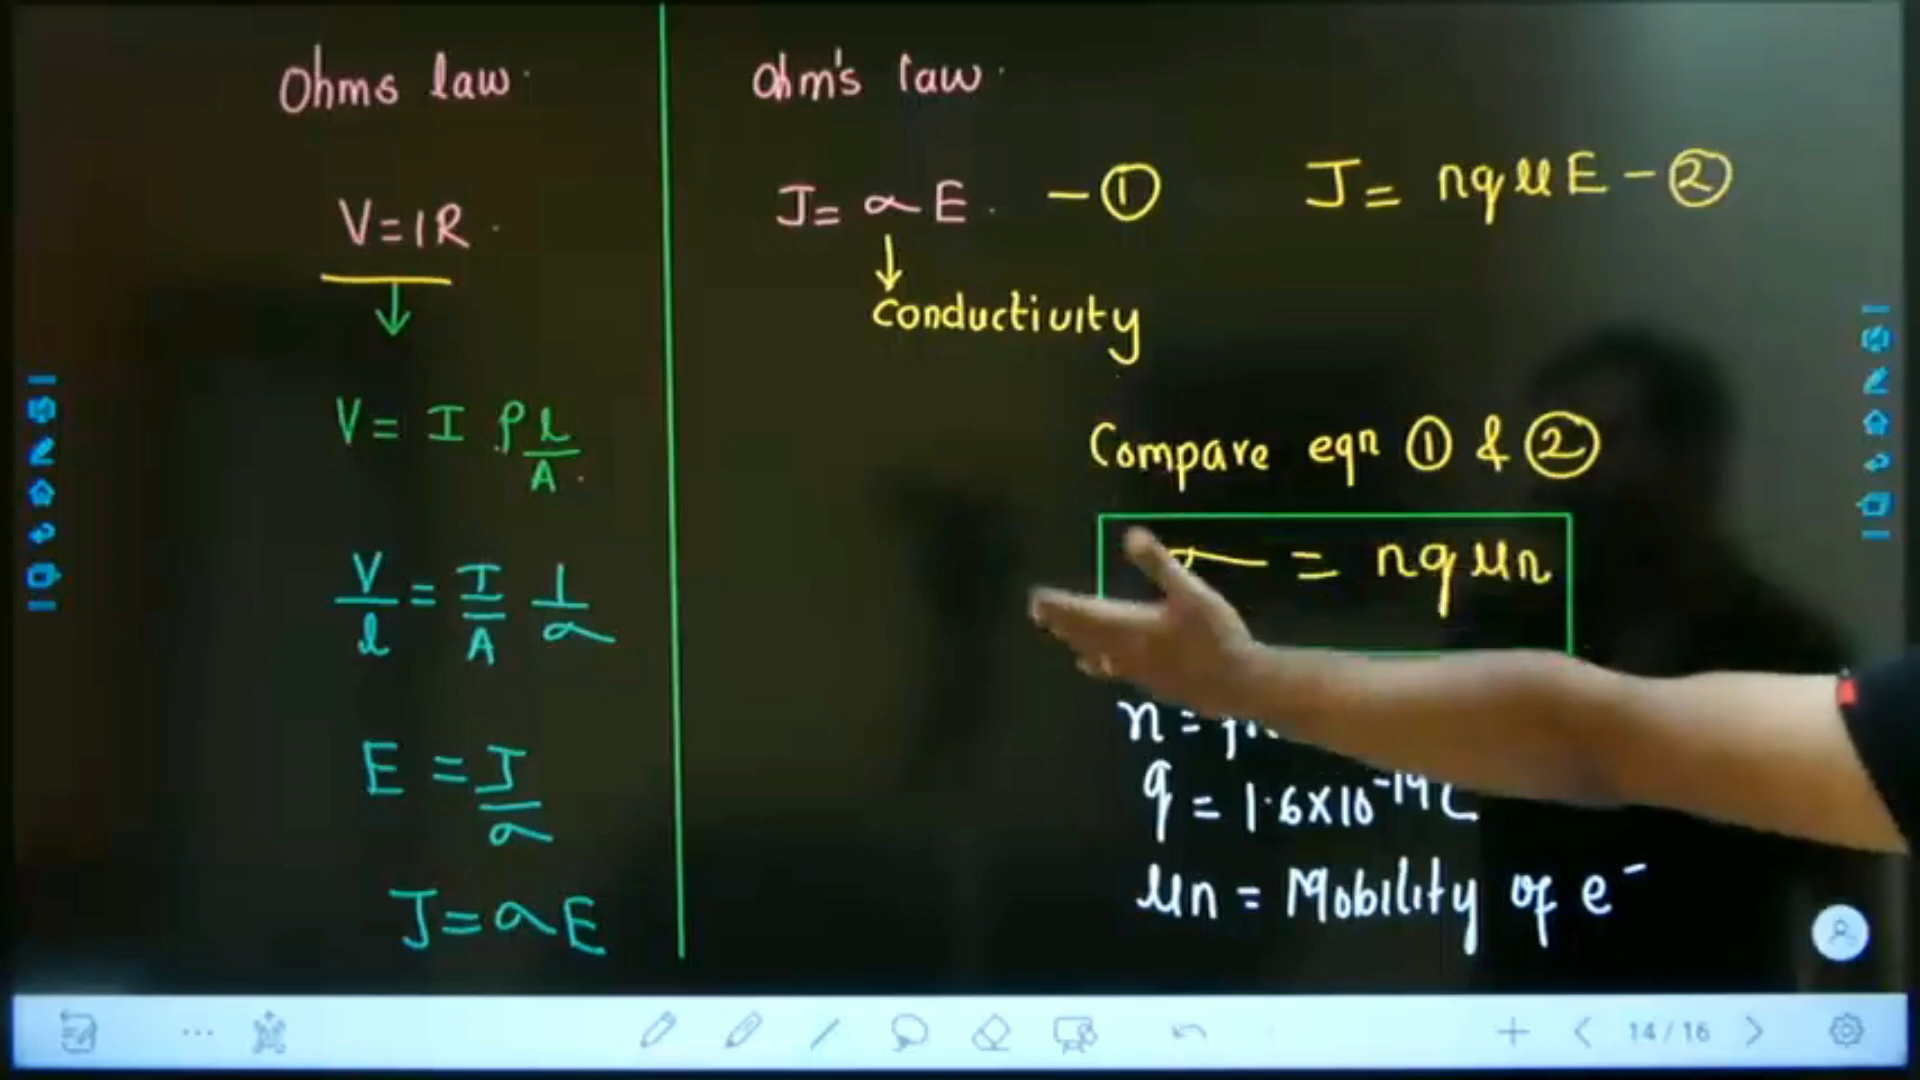 Ohms law.
V=IR.
V= I ρ l/A.
V/l = I/A 1/σ
E = J/σ
J=σE
Ohm's law.
J= σE. -① J= nqμE-②
Conductivity
Compare eqn ① & ②
σ = nqμn
n =
q = 1.6x10⁻¹⁹C
μn = Mobility of e⁻
14/16